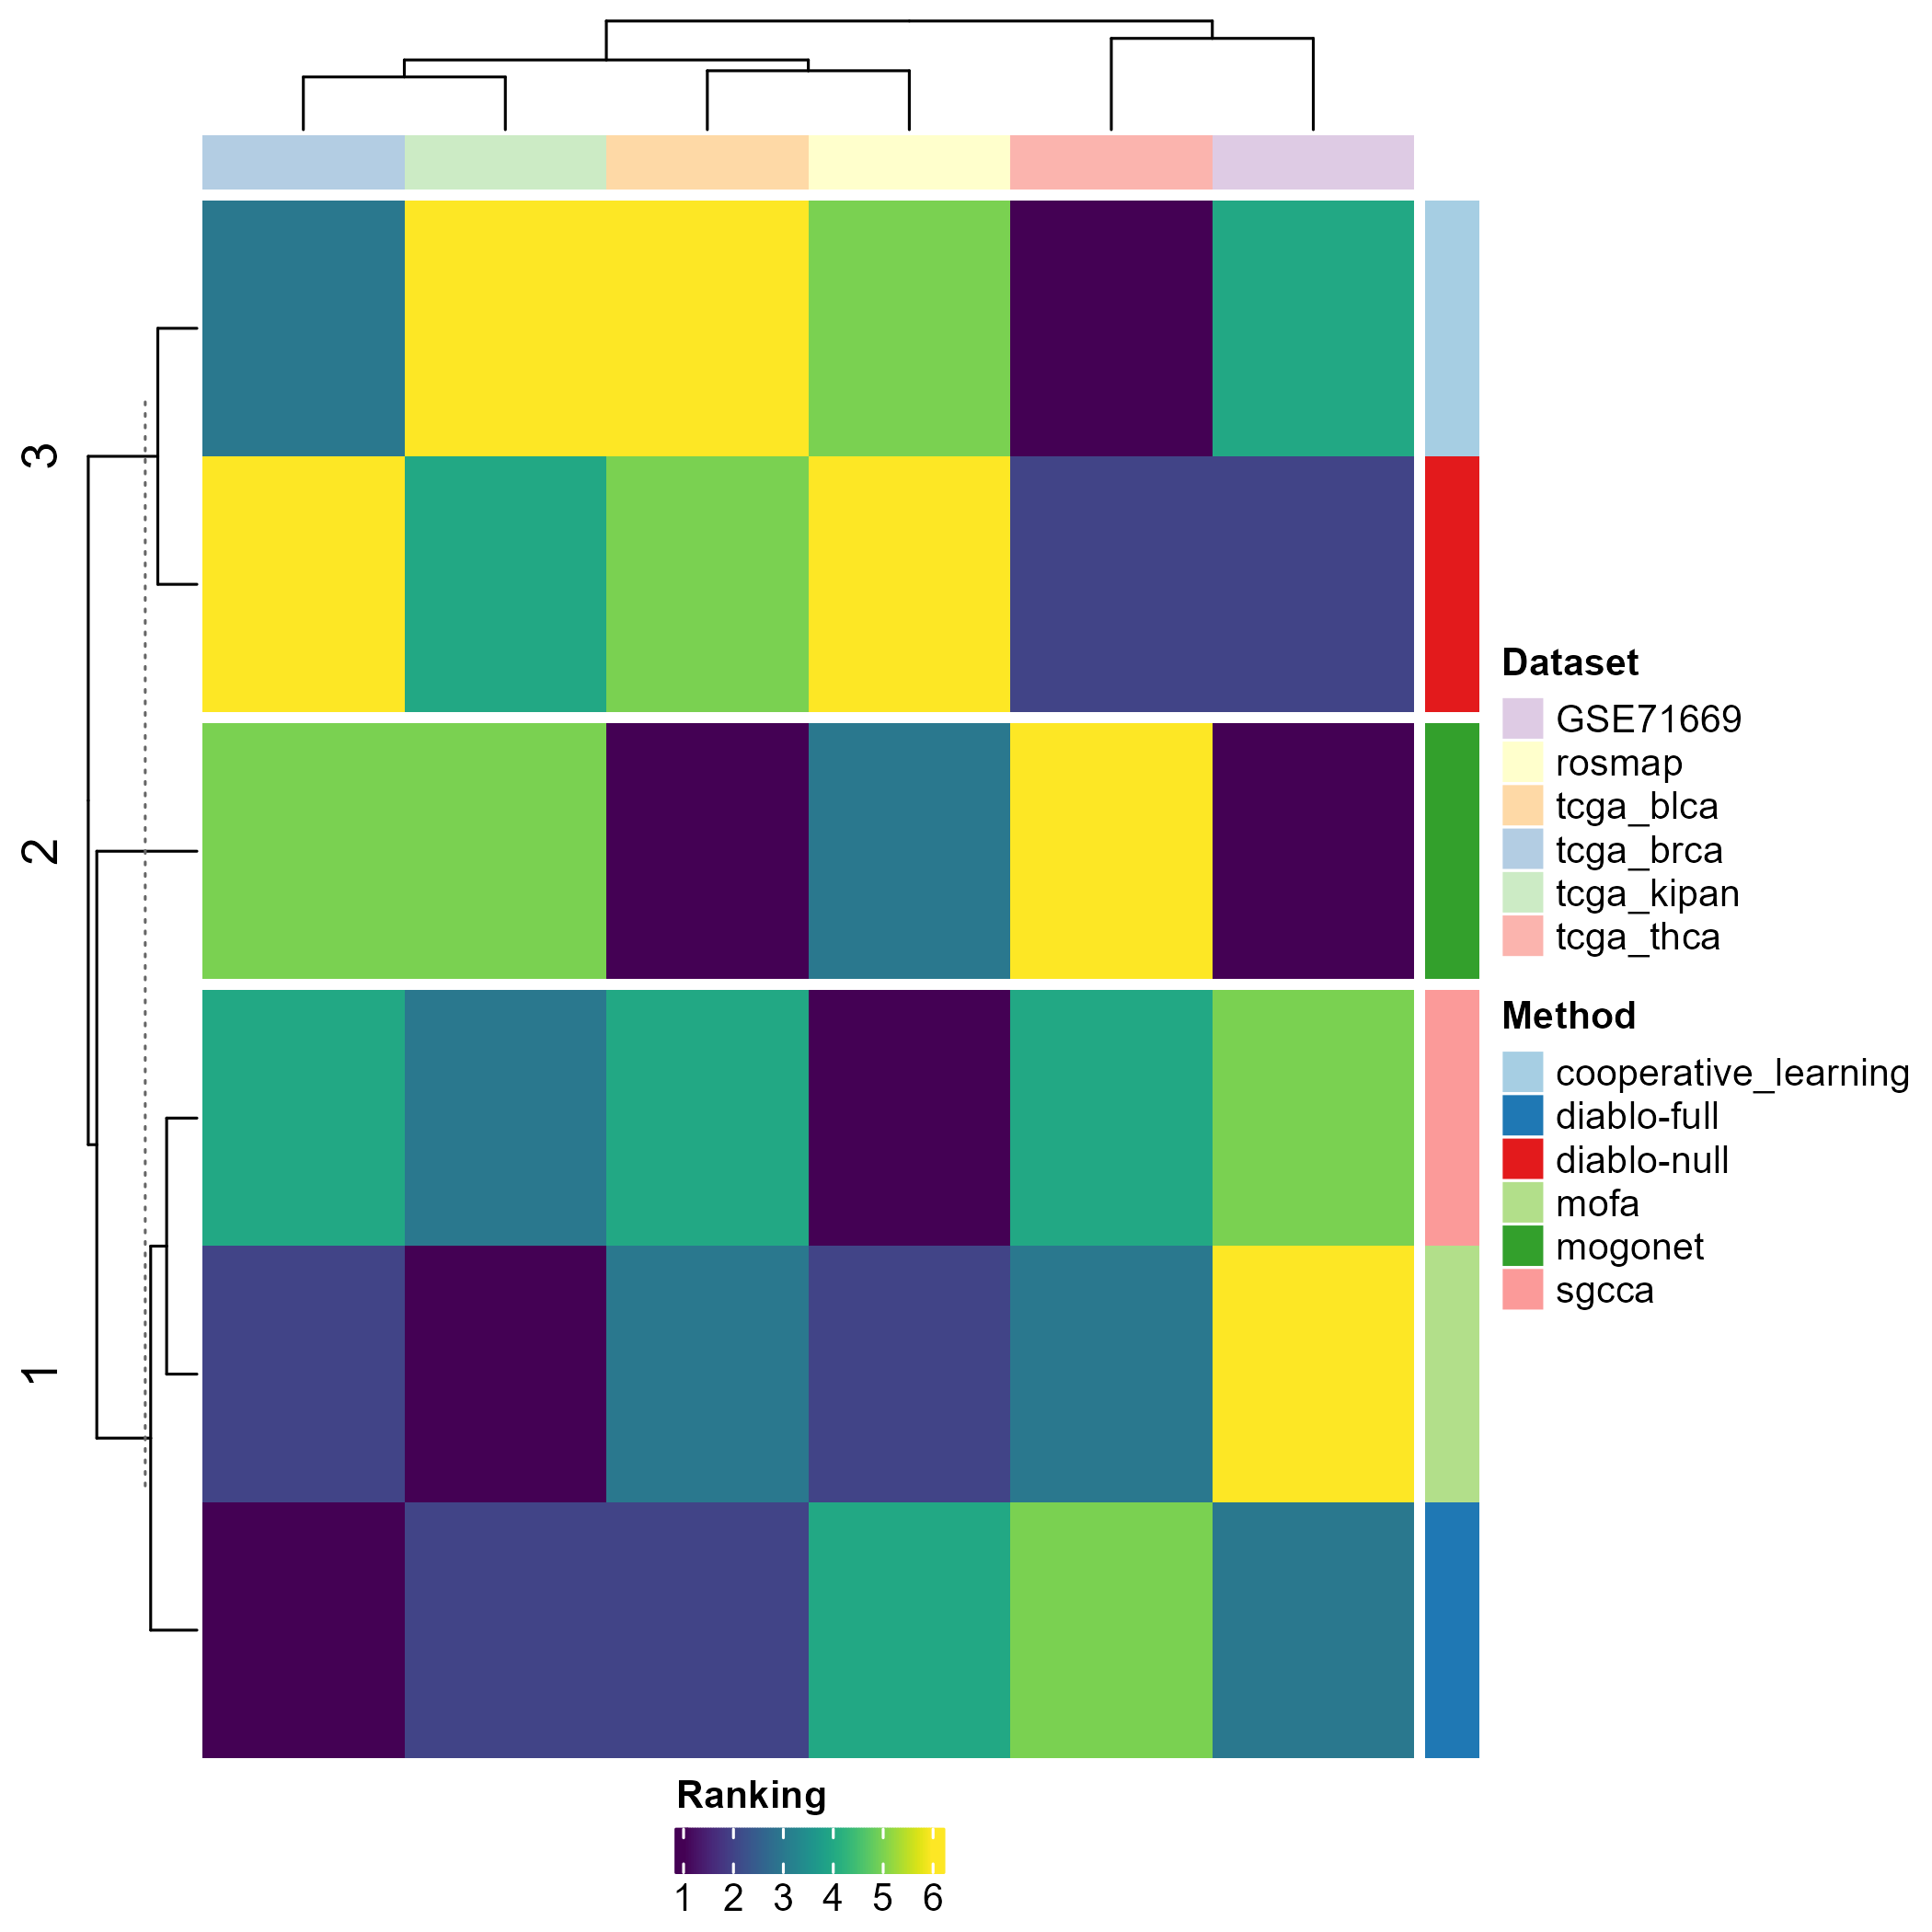 3
2
1
Dataset
GSE71669
rosmap
tcga_blca
tcga_brca
tcga_kipan
tcga_thca
Method
cooperative_learning
diablo-full
diablo-null
mofa
mogonet
sgcca
Ranking
1 2 3 4 5 6